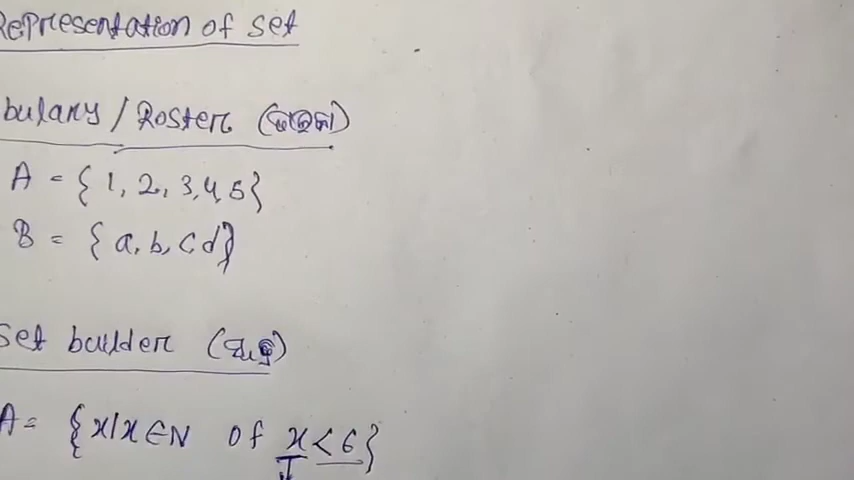 Representation of set
bulary / Roster (ତାଲିକା)
A = { 1, 2, 3, 4, 5}
B = { a, b, c d}
set builder (ସୂତ୍ର)
A = {x/x ∈ N of x < 6}